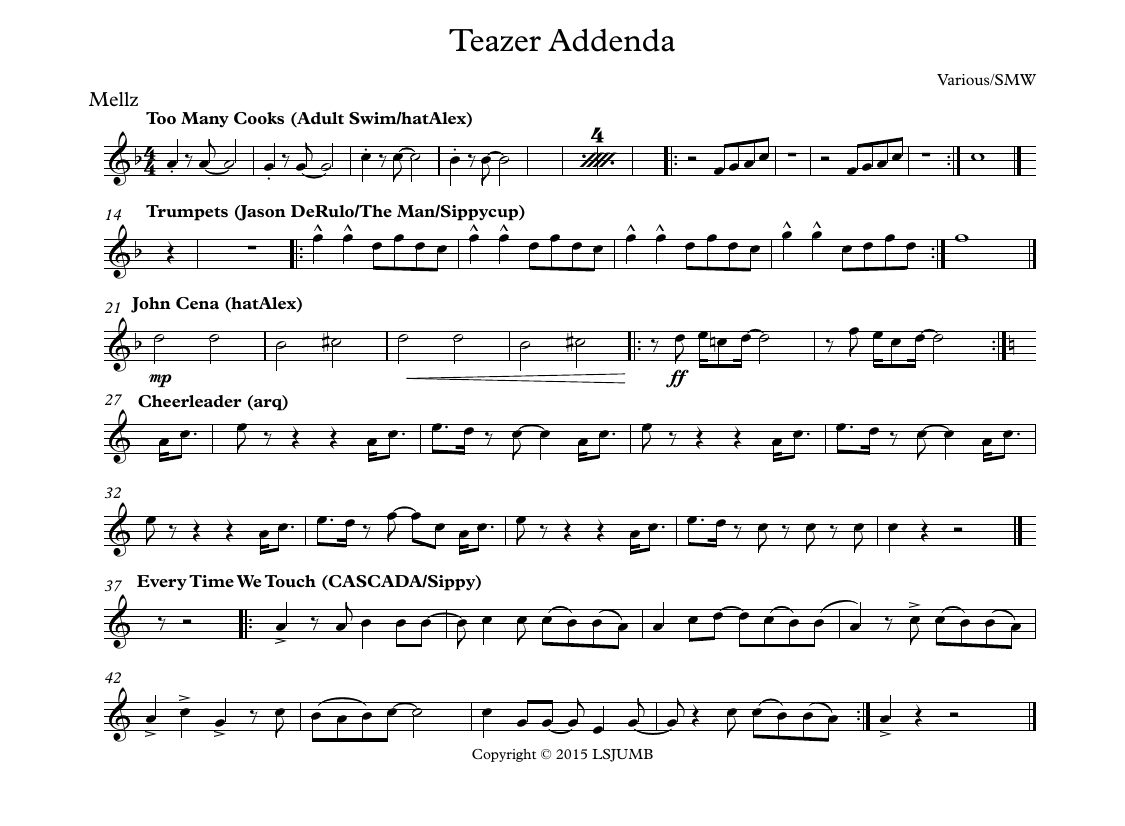 Teazer Addenda
Various/SMW
Mellz
Too Many Cooks (Adult Swim/hatAlex)
4
4
4
14
Trumpets (Jason DeRulo/The Man/Sippycup)
21
John Cena (hatAlex)
mp
ff
27
Cheerleader (arq)
32
37
Every Time We Touch (CASCADA/Sippy)
42
Copyright © 2015 LSJUMB